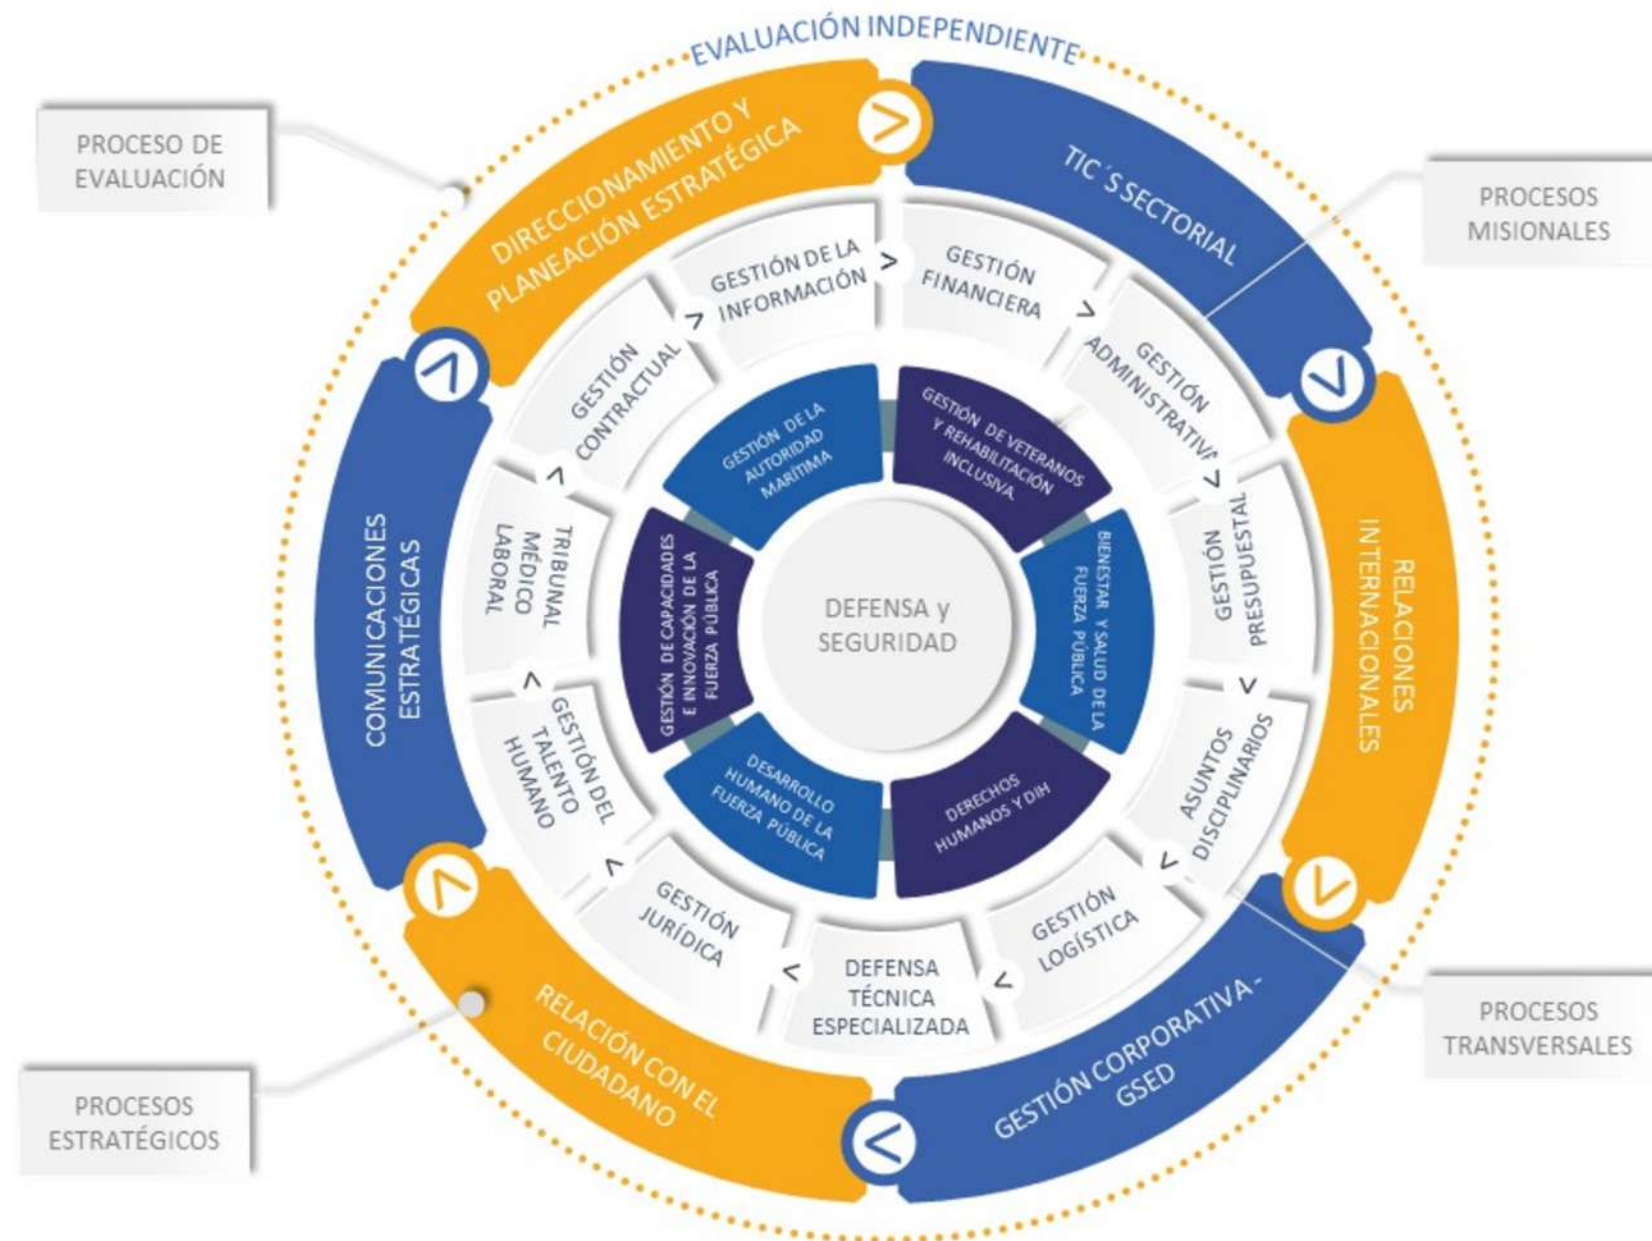 EVALUACIÓN INDEPENDIENTE
PROCESO DE
EVALUACIÓN
PROCESOS
MISIONALES
PROCESOS
TRANSVERSALES
PROCESOS
ESTRATÉGICOS
DIRECCIONAMIENTO Y
PLANEACIÓN ESTRATÉGICA
TIC´S SECTORIAL
RELACIONES
INTERNACIONALES
GESTIÓN CORPORATIVA -
GSED
RELACIÓN CON EL
CIUDADANO
COMUNICACIONES
ESTRATÉGICAS
GESTIÓN DE LA
INFORMACIÓN
GESTIÓN
FINANCIERA
GESTIÓN
ADMINISTRATIV
GESTIÓN
PRESUPUESTAL
ASUNTOS
DISCIPLINARIOS
GESTIÓN
LOGÍSTICA
DEFENSA
TÉCNICA
ESPECIALIZADA
GESTIÓN
JURÍDICA
GESTIÓN DEL
TALENTO
HUMANO
TRIBUNAL
MÉDICO
LABORAL
GESTIÓN
CONTRACTUAL
GESTIÓN DE LA
AUTORIDAD
MARÍTIMA
GESTIÓN DE VETERANOS
Y REHABILITACIÓN
INCLUSIVA.
BIENESTAR Y SALUD DE LA
FUERZA PÚBLICA
DERECHOS
HUMANOS Y DIH
DESARROLLO
HUMANO DE LA
FUERZA PÚBLICA
GESTIÓN DE CAPACIDADES
E INNOVACIÓN DE LA
FUERZA PÚBLICA
DEFENSA y
SEGURIDAD